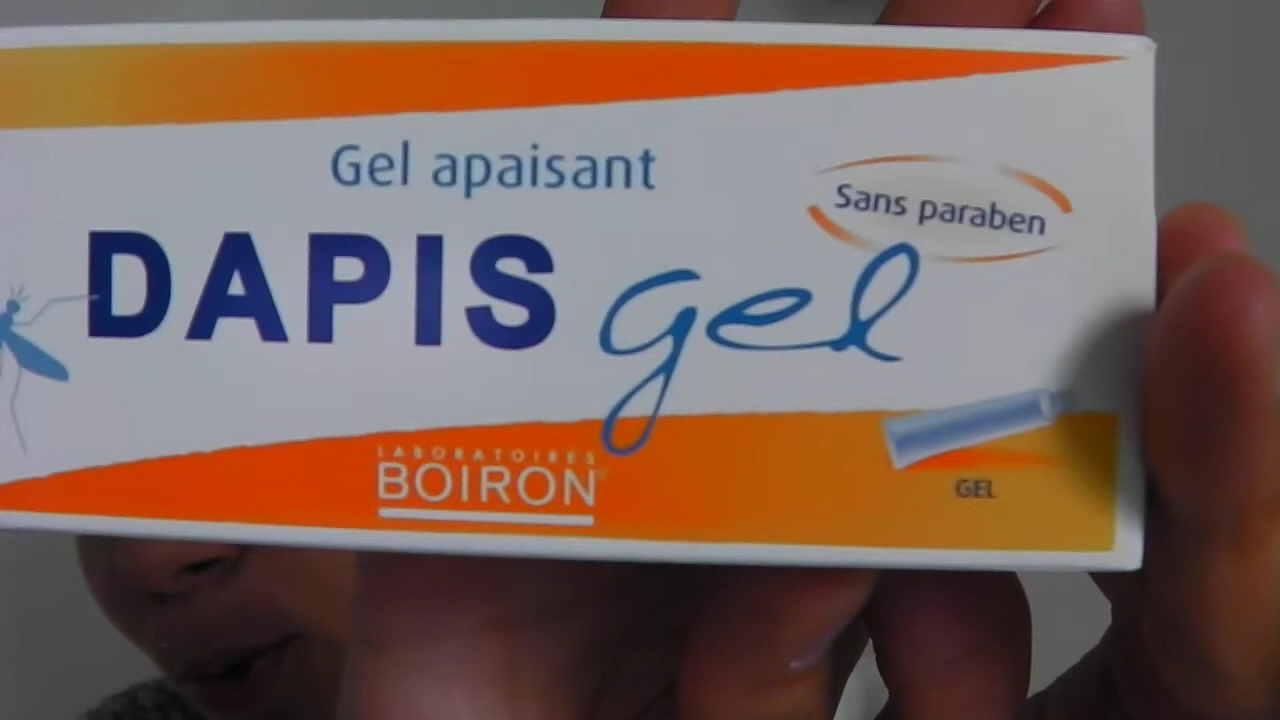 Gel apaisant
Sans paraben
DAPIS gel
LABORATOIRES
BOIRON
GEL